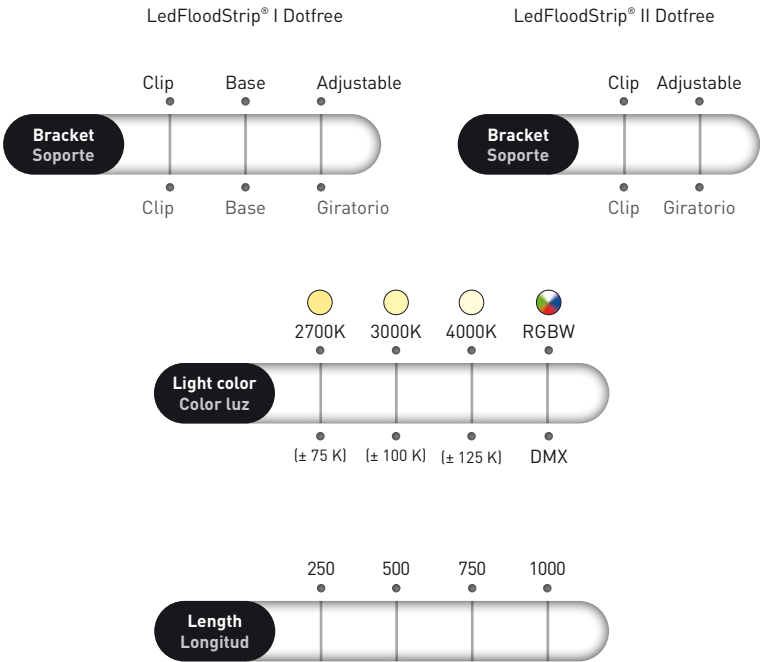 LedFloodStrip® I Dotfree
LedFloodStrip® II Dotfree
Clip Base Adjustable
Bracket
Soporte
Clip Base Giratorio
Clip Adjustable
Bracket
Soporte
Clip Giratorio
2700K 3000K 4000K RGBW
Light color
Color luz
(± 75 K) (± 100 K) (± 125 K) DMX
250 500 750 1000
Length
Longitud